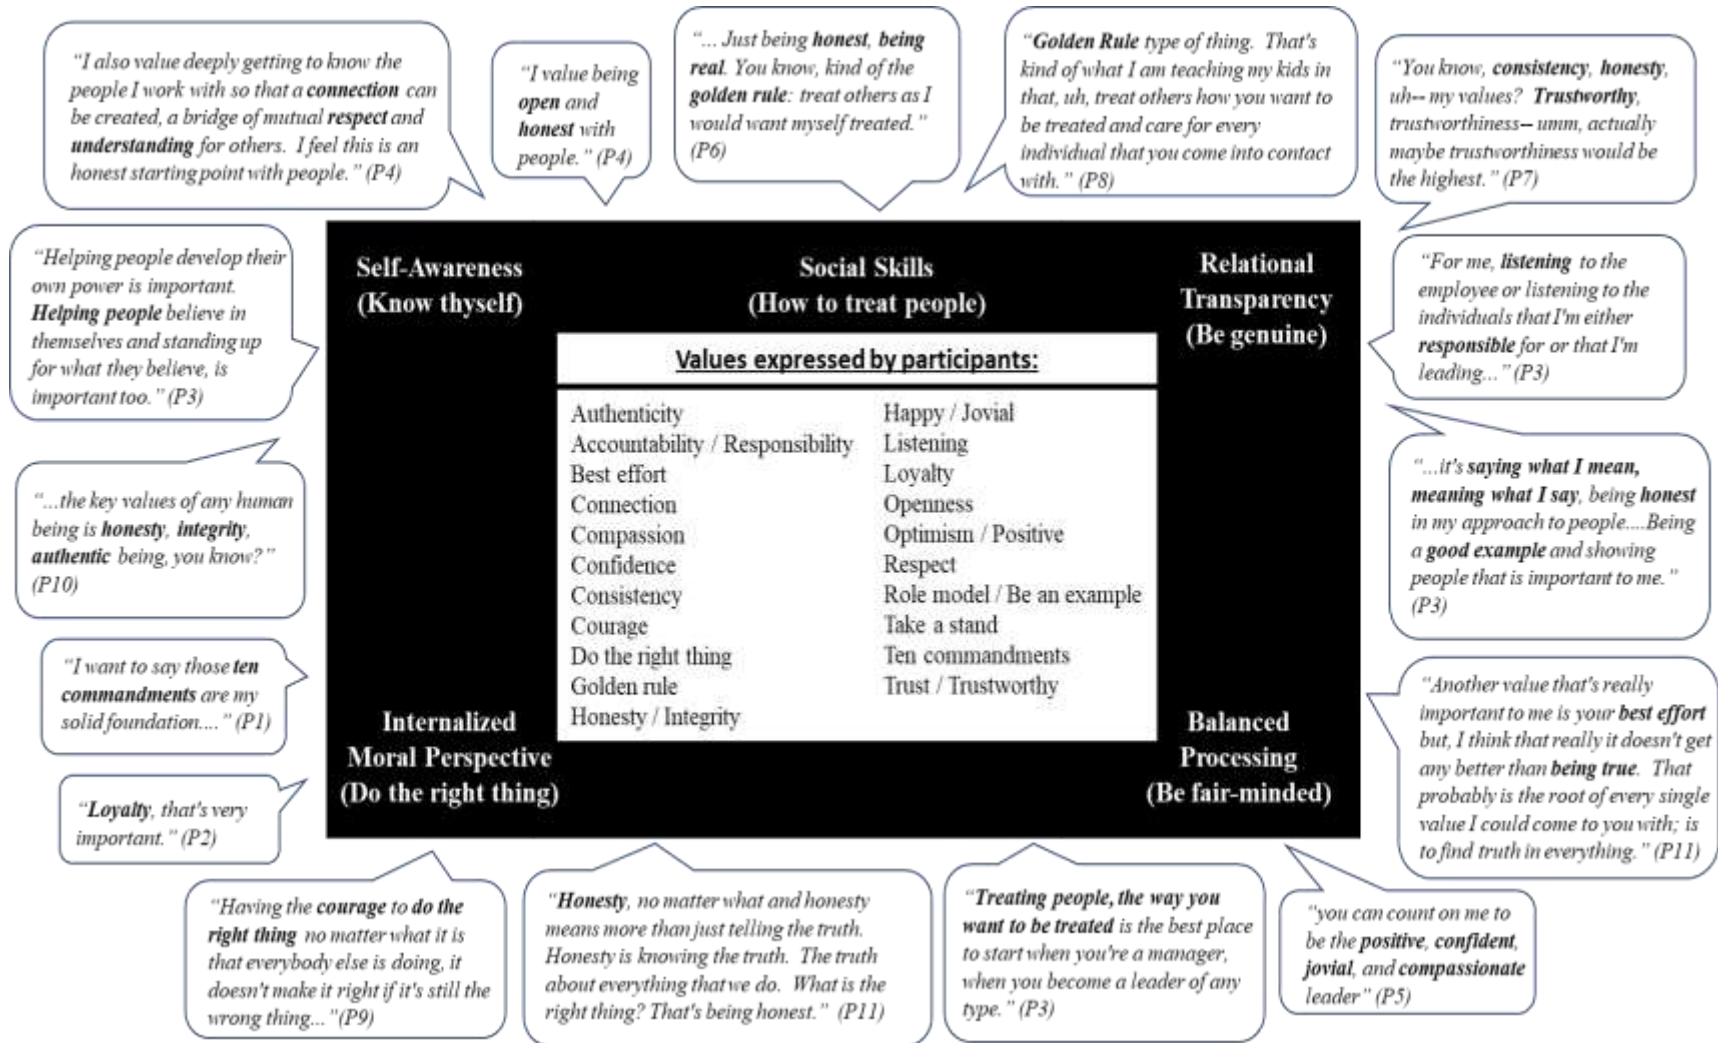 “I also value deeply getting to know the
people I work with so that a connection can
be created, a bridge of mutual respect and
understanding for others. I feel this is an
honest starting point with people.” (P4)
“I value being
open and
honest with
people.” (P4)
“... Just being honest, being
real. You know, kind of the
golden rule: treat others as I
would want myself treated.”
(P6)
“Golden Rule type of thing. That's
kind of what I am teaching my kids in
that, uh, treat others how you want to
be treated and care for every
individual that you come into contact
with.” (P8)
“You know, consistency, honesty,
uh-- my values? Trustworthy,
trustworthiness-- umm, actually
maybe trustworthiness would be
the highest.” (P7)
“Helping people develop their
own power is important.
Helping people believe in
themselves and standing up
for what they believe, is
important too.” (P3)
“...the key values of any human
being is honesty, integrity,
authentic being, you know?”
(P10)
“I want to say those ten
commandments are my
solid foundation....” (P1)
“Loyalty, that's very
important.” (P2)
Self-Awareness
(Know thyself)
Social Skills
(How to treat people)
Relational
Transparency
(Be genuine)
Values expressed by participants:
Authenticity
Accountability / Responsibility
Best effort
Connection
Compassion
Confidence
Consistency
Courage
Do the right thing
Golden rule
Honesty / Integrity
Happy / Jovial
Listening
Loyalty
Openness
Optimism / Positive
Respect
Role model / Be an example
Take a stand
Ten commandments
Trust / Trustworthy
Internalized
Moral Perspective
(Do the right thing)
Balanced
Processing
(Be fair-minded)
“For me, listening to the
employee or listening to the
individuals that I'm either
responsible for or that I'm
leading...” (P3)
“...it's saying what I mean,
meaning what I say, being honest
in my approach to people....Being
a good example and showing
people that is important to me.”
(P3)
“Another value that's really
important to me is your best effort
but, I think that really it doesn't get
any better than being true. That
probably is the root of every single
value I could come to you with; is
to find truth in everything.” (P11)
“Having the courage to do the
right thing no matter what it is
that everybody else is doing, it
doesn't make it right if it's still the
wrong thing...”(P9)
“Honesty, no matter what and honesty
means more than just telling the truth.
Honesty is knowing the truth. The truth
about everything that we do. What is the
right thing? That's being honest.” (P11)
“Treating people, the way you
want to be treated is the best place
to start when you're a manager,
when you become a leader of any
type.” (P3)
“you can count on me to
be the positive, confident,
jovial, and compassionate
leader” (P5)